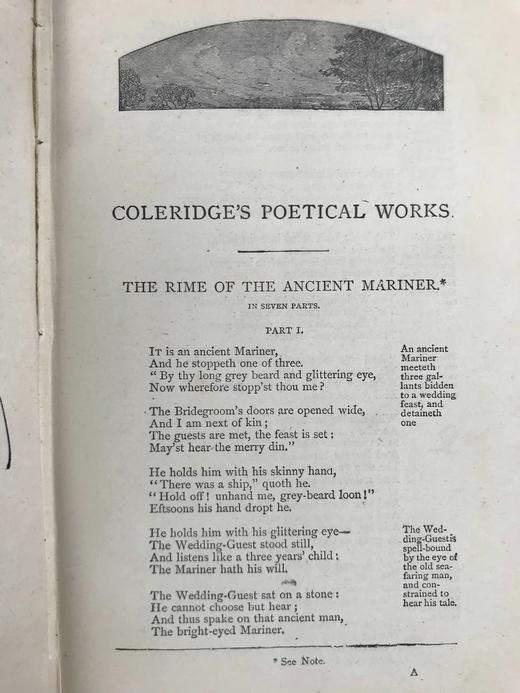 COLERIDGE'S POETICAL WORKS.
THE RIME OF THE ANCIENT MARINER.*
IN SEVEN PARTS.
PART I.
IT is an ancient Mariner,
And he stoppeth one of three.
"By thy long grey beard and glittering eye,
Now wherefore stopp'st thou me?
The Bridegroom's doors are opened wide,
And I am next of kin;
The guests are met, the feast is set:
May'st hear the merry din."
He holds him with his skinny hand,
"There was a ship," quoth he.
"Hold off! unhand me, grey-beard loon!"
Eftsoons his hand dropt he.
He holds him with his glittering eye—
The Wedding-Guest stood still,
And listens like a three years' child:
The Mariner hath his will.
The Wedding-Guest sat on a stone:
He cannot choose but hear;
And thus spake on that ancient man,
The bright-eyed Mariner.
An ancient
Mariner
meeteth
three gal-
lants bidden
to a wedding
feast, and
detaineth
one
The Wed-
ding-Guest is
spell-bound
by the eye of
the old sea-
faring man,
and con-
strained to
hear his tale.
* See Note.
A